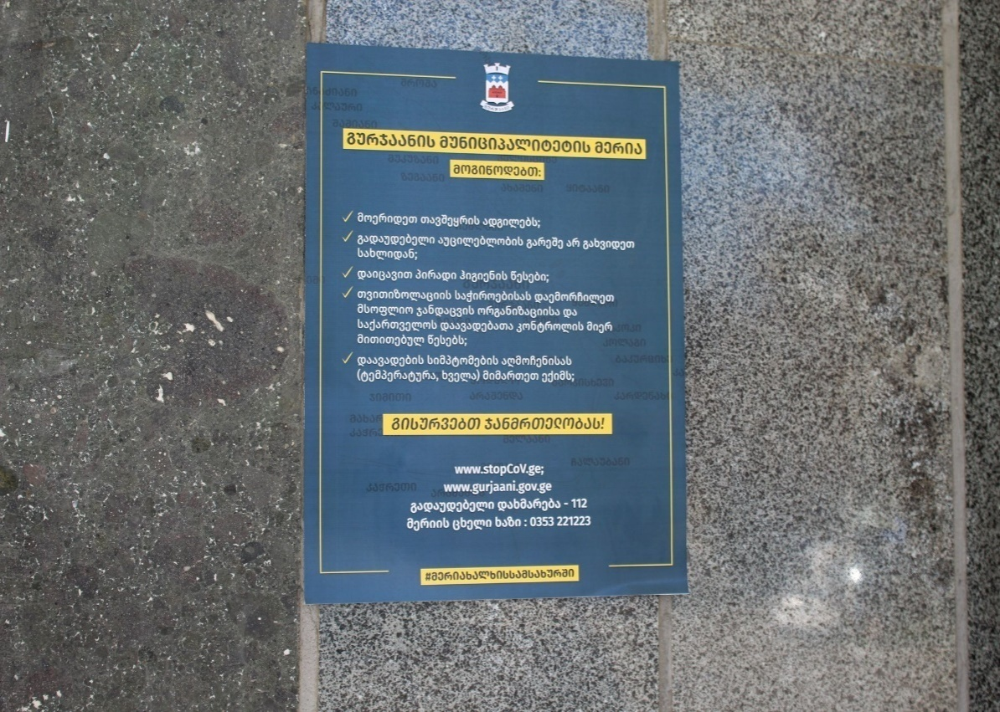 გურჯაანის მუნიციპალიტეტის მერია
მოგიწოდებთ:
მოერიდეთ თავშეყრის ადგილებს;
გადაუდებელი აუცილებლობის გარეშე არ გახვიდეთ
სახლიდან;
დაიცავით პირადი ჰიგიენის წესები;
თვითიზოლაციის საჭიროებისას დაემორჩილეთ
მსოფლიო ჯანდაცვის ორგანიზაციისა და
საქართველოს დაავადებათა კონტროლის მიერ
მითითებულ წესებს;
დაავადების სიმპტომების აღმოჩენისას
(ტემპერატურა, ხველა) მიმართეთ ექიმს;
გისურვებთ ჯანმრთელობას!
www.stopCoV.ge;
www.gurjaani.gov.ge
გადაუდებელი დახმარება - 112
მერიის ცხელი ხაზი : 0353 221223
#მერიახალხისსამსახურში